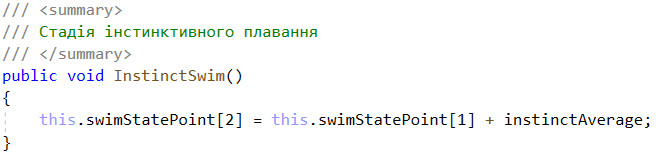 /// <summary>
/// Стадія інстинктивного плавання
/// </summary>
public void InstinctSwim()
{
    this.swimStatePoint[2] = this.swimStatePoint[1] + instinctAverage;
}